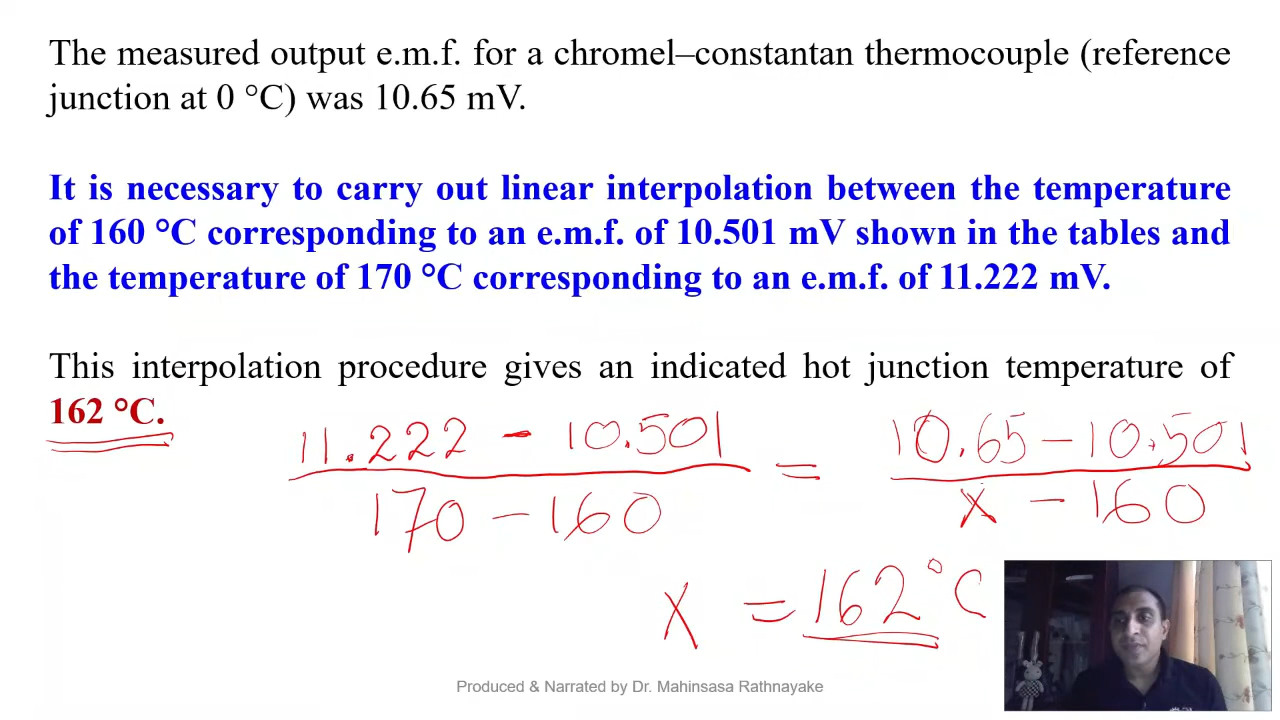 The measured output e.m.f. for a chromel–constantan thermocouple (reference
junction at 0 °C) was 10.65 mV.
It is necessary to carry out linear interpolation between the temperature
of 160 °C corresponding to an e.m.f. of 10.501 mV shown in the tables and
the temperature of 170 °C corresponding to an e.m.f. of 11.222 mV.
This interpolation procedure gives an indicated hot junction temperature of
162 °C.
11.222 - 10.501 = 10.65 - 10.501
170 - 160 x - 160
x = 162 °C
Produced & Narrated by Dr. Mahinsasa Rathnayake